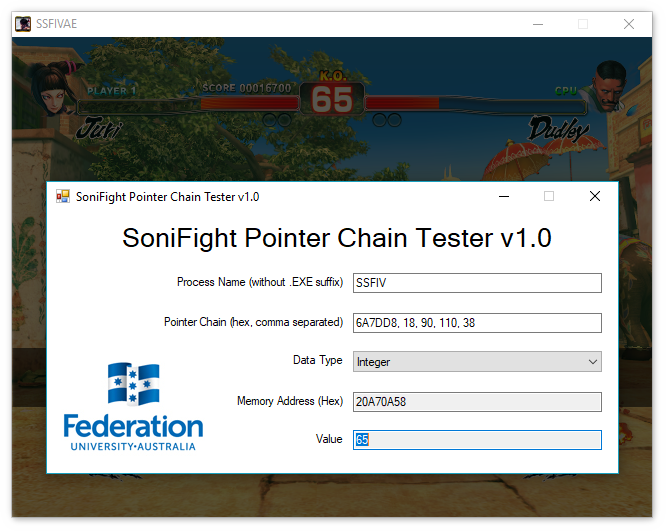 SSFIVAE
K.O.
PLAYER 1
SCORE 00016700
65
CPU
Juri
Dudley
SoniFight Pointer Chain Tester v1.0
SoniFight Pointer Chain Tester v1.0
Process Name (without .EXE suffix) SSFIV
Pointer Chain (hex, comma separated) 6A7DD8, 18, 90, 110, 38
Data Type Integer
Memory Address (Hex) 20A70A58
Value 65
Federation
UNIVERSITY•AUSTRALIA